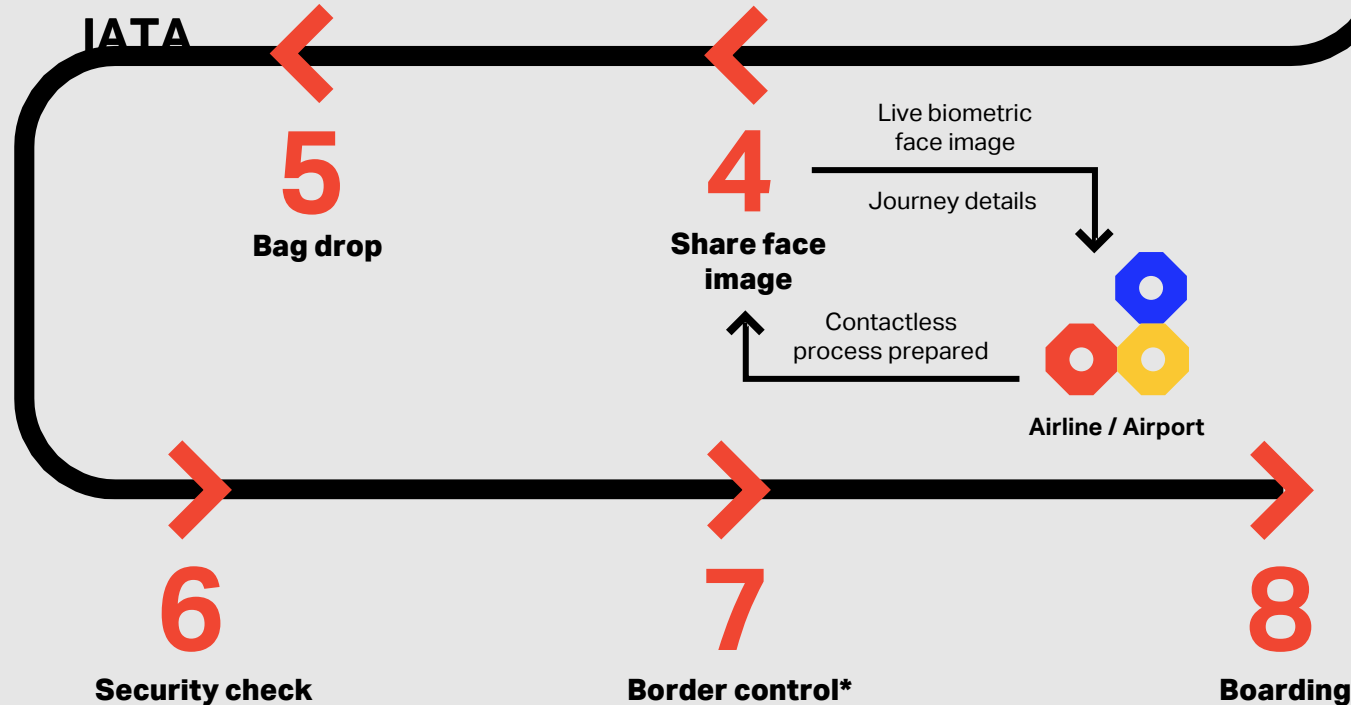 IATA
5
Bag drop
4
Share face
image
Live biometric
face image
Journey details
Contactless
process prepared
Airline / Airport
6
Security check
7
Border control*
8
Boarding